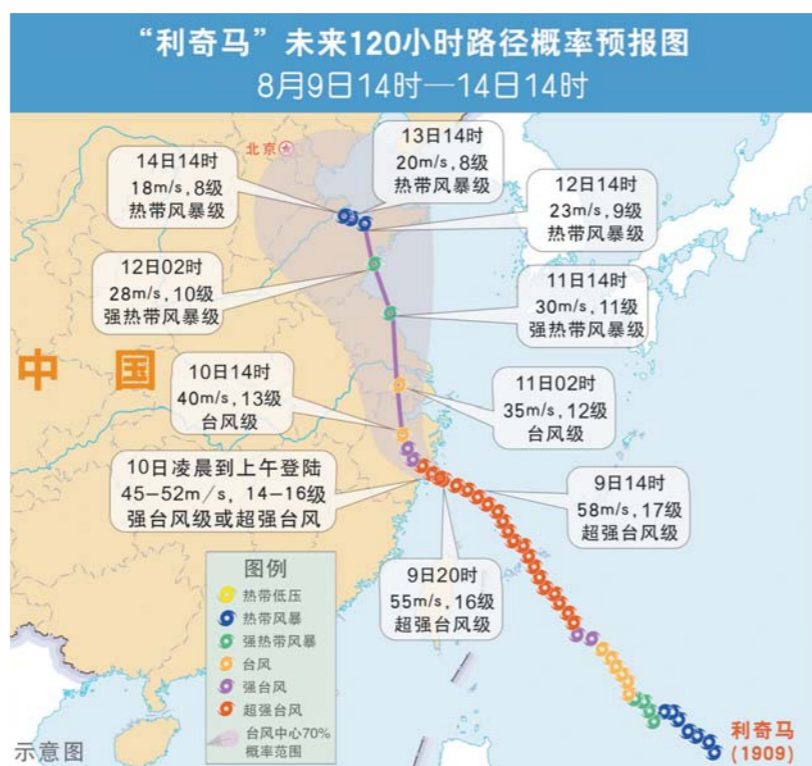 “利奇马”未来120小时路径概率预报图
8月9日14时—14日14时
北京
13日14时
20m/s,8级
热带风暴级
14日14时
18m/s,8级
热带风暴级
12日14时
23m/s,9级
热带风暴级
12日02时
28m/s,10级
强热带风暴级
11日14时
30m/s,11级
强热带风暴级
中国
10日14时
40m/s,13级
台风级
11日02时
35m/s,12级
台风级
10日凌晨到上午登陆
45–52m/s, 14–16级
强台风级或超强台风
9日14时
58m/s,17级
超强台风级
9日20时
55m/s,16级
超强台风级
图例
热带低压
热带风暴
强热带风暴
台风
强台风
超强台风
台风中心70%
概率范围
示意图
利奇马
(1909)